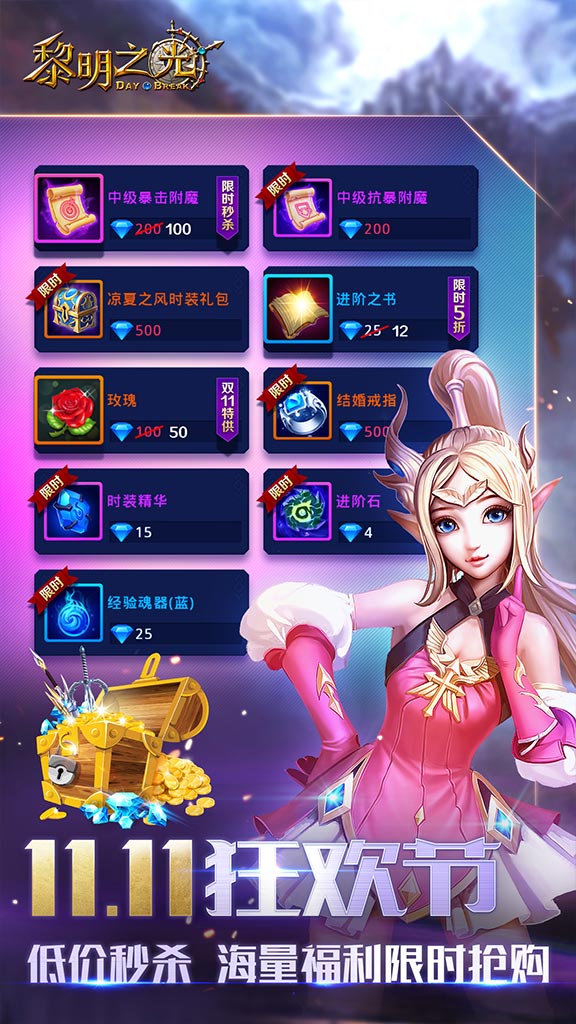 黎明之光
DAY BREAK
中级暴击附魔
200 100
限时秒杀
限时
中级抗暴附魔
200
限时
凉夏之风时装礼包
500
进阶之书
25 12
限时5折
玫瑰
100 50
双11特供
限时
结婚戒指
500
限时
时装精华
15
限时
进阶石
4
限时
经验魂器(蓝)
25
11.11狂欢节
低价秒杀 海量福利限时抢购